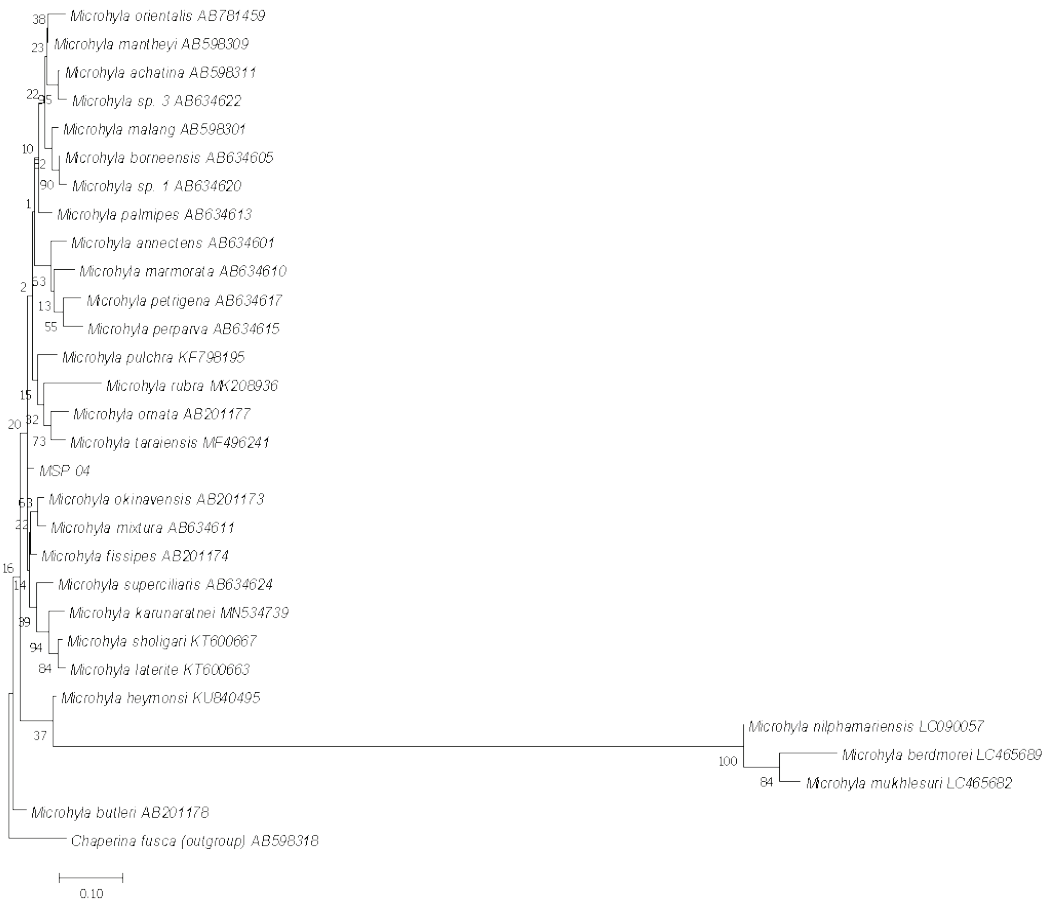 38
Microhyla orientalis AB781459
23
Microhyla mantheyi AB598309
Microhyla achatina AB598311
22
Microhyla sp. 3 AB634622
Microhyla malang AB598301
10
Microhyla borneensis AB634605
90
Microhyla sp. 1 AB634620
1
Microhyla palmipes AB634613
Microhyla annectens AB634601
Microhyla marmorata AB634610
53
2
Microhyla petrigena AB634617
13
55
Microhyla perparva AB634615
Microhyla pulchra KF798195
Microhyla rubra MK208936
15
Microhyla ornata AB201177
20
32
73
Microhyla taraiensis MF496241
MSP 04
Microhyla okinavensis AB201173
22
Microhyla mixtura AB634611
Microhyla fissipes AB201174
16
14
Microhyla superciliaris AB634624
Microhyla karunaratnei MN534739
39
94
Microhyla sholigari KT600667
84
Microhyla laterite KT600663
Microhyla heymonsi KU840495
37
Microhyla nilphamariensis LC090057
100
Microhyla berdmorei LC465689
84
Microhyla mukhlesuri LC465682
Microhyla butleri AB201178
Chaperina fusca (outgroup) AB598318
0.10